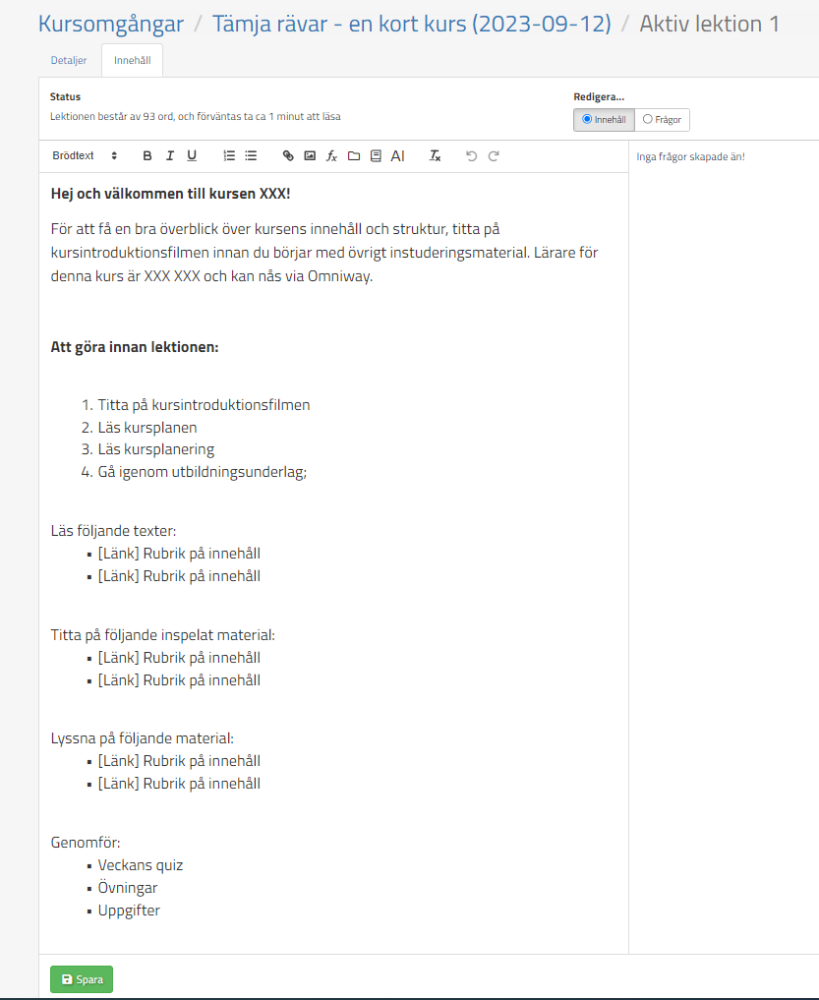 Kursomgångar / Tämja rävar - en kort kurs (2023-09-12) / Aktiv lektion 1
Detaljer Innehåll
Status
Lektionen består av 93 ord, och förväntas ta ca 1 minut att läsa
Redigera...
Innehåll Frågor
Brödtext B I U fx AI Tx
Inga frågor skapade än!
Hej och välkommen till kursen XXX!
För att få en bra överblick över kursens innehåll och struktur, titta på
kursintroduktionsfilmen innan du börjar med övrigt instuderingsmaterial. Lärare för
denna kurs är XXX XXX och kan nås via Omniway.
Att göra innan lektionen:
1. Titta på kursintroduktionsfilmen
2. Läs kursplanen
3. Läs kursplanering
4. Gå igenom utbildningsunderlag;
Läs följande texter:
▪ [Länk] Rubrik på innehåll
▪ [Länk] Rubrik på innehåll
Titta på följande inspelat material:
▪ [Länk] Rubrik på innehåll
▪ [Länk] Rubrik på innehåll
Lyssna på följande material:
▪ [Länk] Rubrik på innehåll
▪ [Länk] Rubrik på innehåll
Genomför:
▪ Veckans quiz
▪ Övningar
▪ Uppgifter
Spara